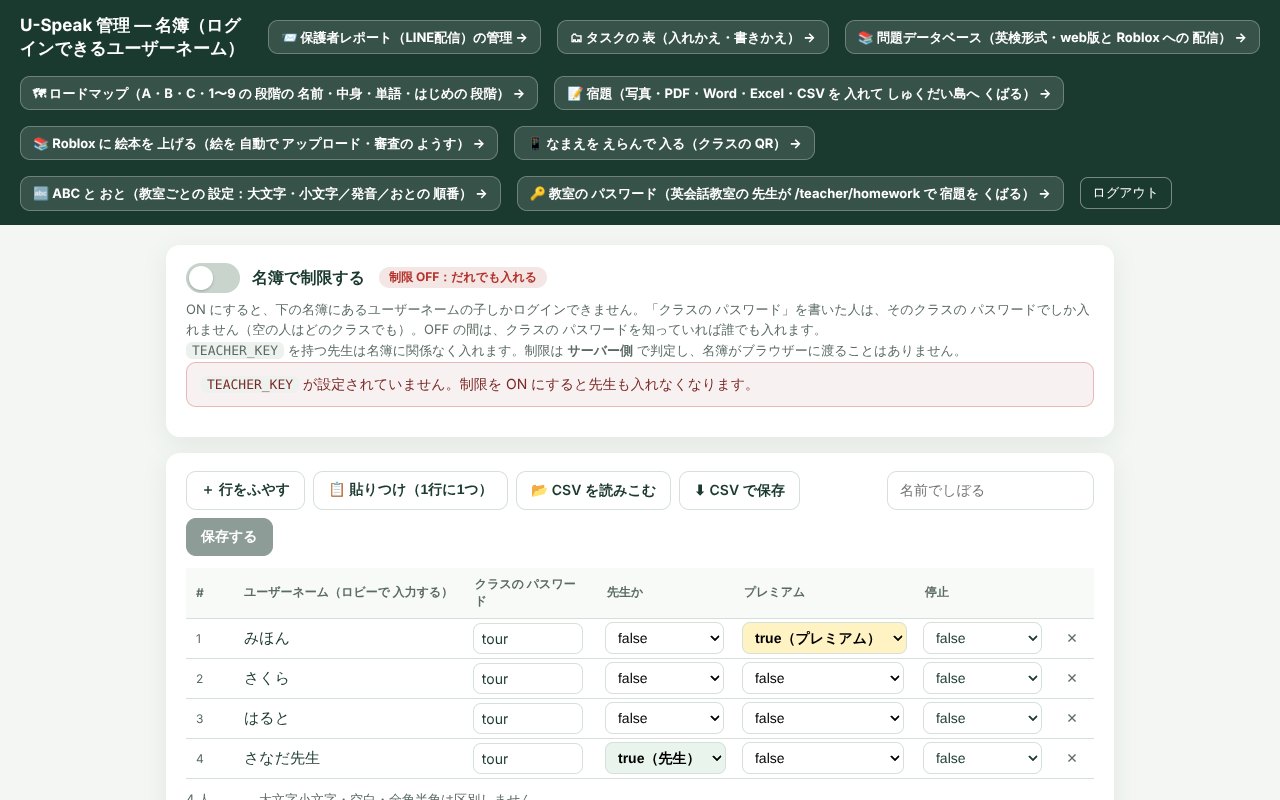 U-Speak 管理 — 名簿（ログ
インできるユーザーネーム）
📨 保護者レポート（LINE配信）の管理 →
🗂 タスクの 表（入れかえ・書きかえ） →
📚 問題データベース（英検形式・web版と Roblox への 配信） →
🗺 ロードマップ（A・B・C・1〜9 の 段階の 名前・中身・単語・はじめの 段階） →
📝 宿題（写真・PDF・Word・Excel・CSV を 入れて しゅくだい島へ くばる） →
📚 Roblox に 絵本を 上げる（絵を 自動で アップロード・審査の ようす） →
📱 なまえを えらんで 入る（クラスの QR） →
🔤 ABC と おと（教室ごとの 設定：大文字・小文字／発音／おとの 順番） →
🔑 教室の パスワード（英会話教室の 先生が /teacher/homework で 宿題を くばる） →
ログアウト
名簿で制限する
制限 OFF：だれでも入れる
ON にすると、下の名簿にあるユーザーネームの子しかログインできません。「クラスの パスワード」を書いた人は、そのクラスの パスワードでしか入
れません（空の人はどのクラスでも）。OFF の間は、クラスの パスワードを知っていれば誰でも入れます。
TEACHER_KEY を持つ先生は名簿に関係なく入れます。制限は サーバー側 で判定し、名簿がブラウザーに渡ることはありません。
TEACHER_KEY が設定されていません。制限を ON にすると先生も入れなくなります。
＋ 行をふやす
📋 貼りつけ（1行に1つ）
📂 CSV を読みこむ
⬇ CSV で保存
名前でしぼる
保存する
# ユーザーネーム（ロビーで 入力する） クラスの パスワー
ド 先生か プレミアム 停止
1 みほん tour false true（プレミアム） false ✕
2 さくら tour false false false ✕
3 はると tour false false false ✕
4 さなだ先生 tour true（先生） false false ✕
4 人 大文字小文字・空白・全角半角は区別しません